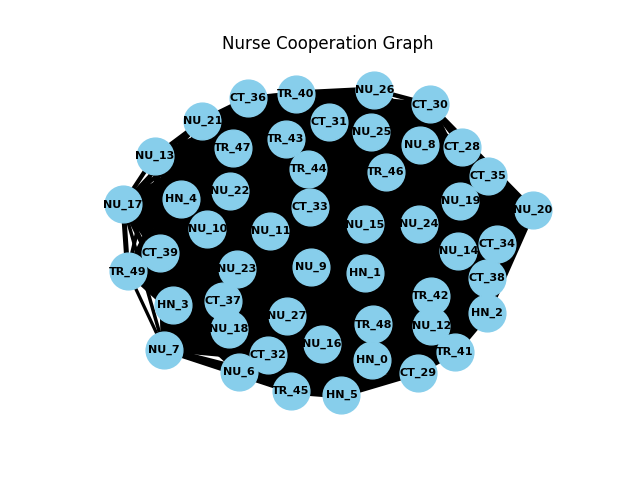 Nurse Cooperation Graph
NU_26
TR_40
CT_36
CT_30
NU_21
CT_31
NU_25
TR_43
NU_8
CT_28
TR_47
NU_13
TR_44
TR_46
CT_35
NU_22
HN_4
NU_19
NU_17
CT_33
NU_20
NU_15
NU_24
NU_10
NU_11
CT_34
NU_14
CT_39
NU_23
NU_9
TR_49
HN_1
CT_38
TR_42
CT_37
HN_3
HN_2
NU_27
TR_48
NU_12
NU_18
NU_16
NU_7
TR_41
CT_32
HN_0
NU_6
CT_29
TR_45
HN_5